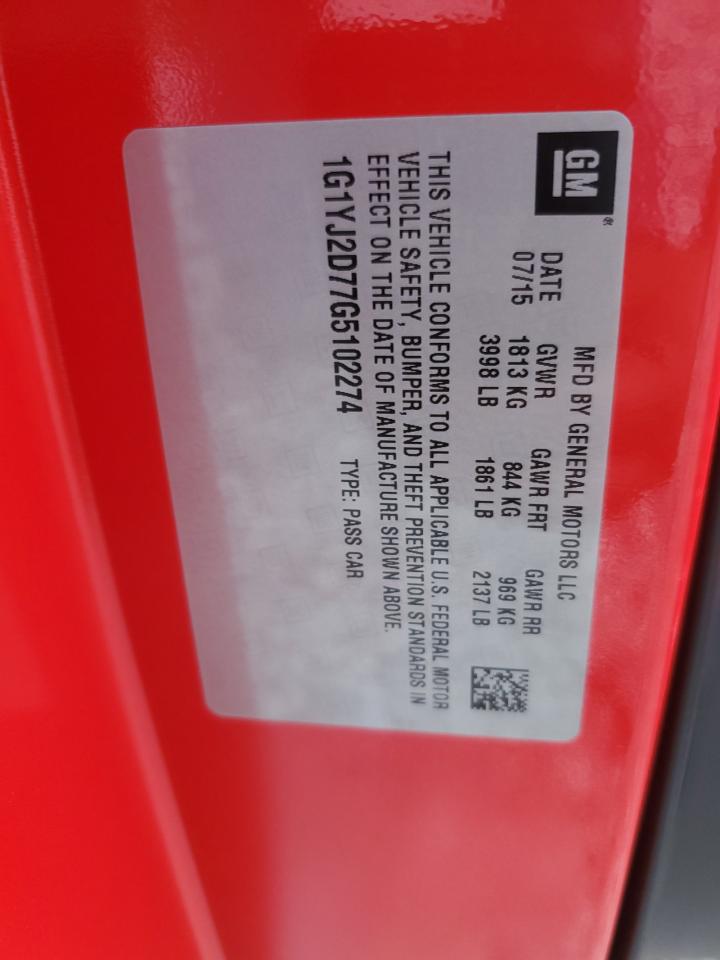 GM
MFD BY GENERAL MOTORS LLC
DATE GVWR GAWR FRT GAWR RR
07/15 1813 KG 844 KG 969 KG
3998 LB 1861 LB 2137 LB
THIS VEHICLE CONFORMS TO ALL APPLICABLE U.S. FEDERAL MOTOR
VEHICLE SAFETY, BUMPER, AND THEFT PREVENTION STANDARDS IN
EFFECT ON THE DATE OF MANUFACTURE SHOWN ABOVE.
1G1YJ2D77G5102274 TYPE: PASS CAR